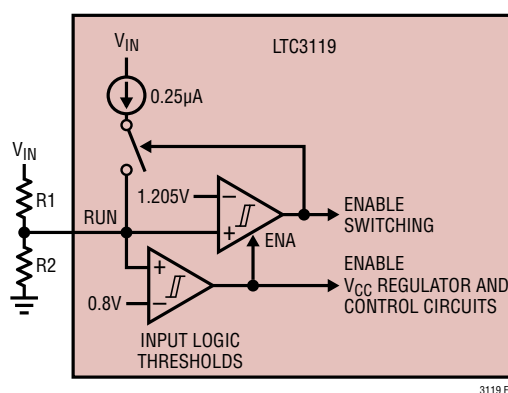 LTC3119
VIN
0.25µA
VIN
R1
1.205V
−
+
ENABLE
SWITCHING
RUN
ENA
R2
+
−
0.8V
ENABLE
VCC REGULATOR AND
CONTROL CIRCUITS
INPUT LOGIC
THRESHOLDS
3119 F